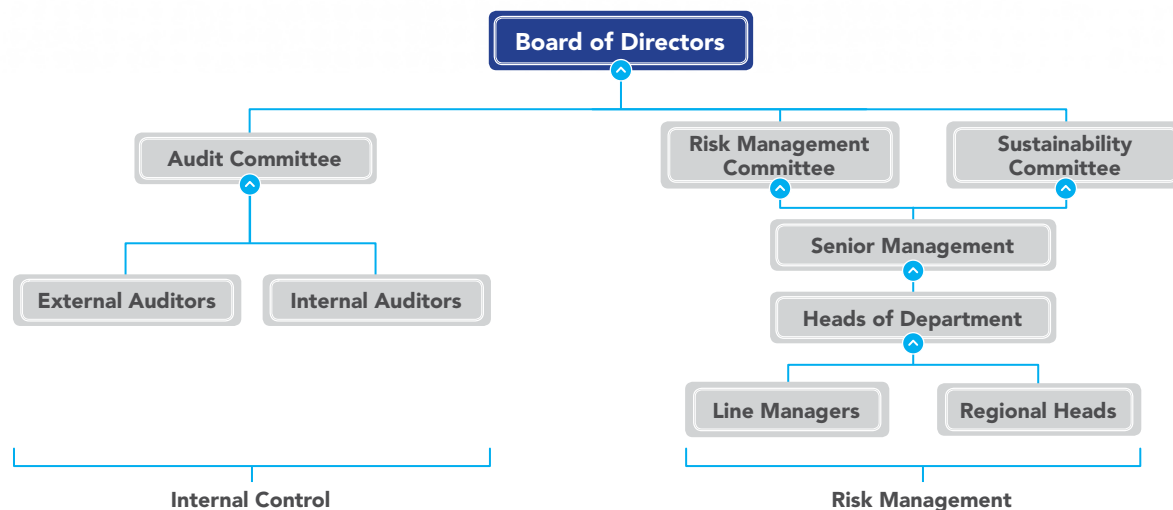 Board of Directors
Audit Committee
Risk Management
Committee
Sustainability
Committee
Senior Management
External Auditors
Internal Auditors
Heads of Department
Line Managers
Regional Heads
Internal Control
Risk Management